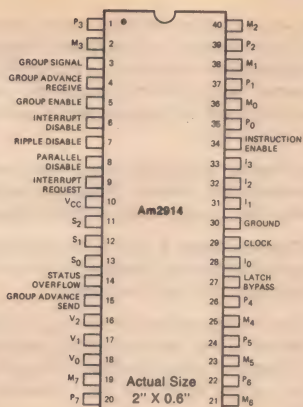 P3 1 40 M2
M3 2 39 P2
GROUP SIGNAL 3 38 M1
GROUP ADVANCE
RECEIVE 4 37 P1
GROUP ENABLE 5 36 M0
INTERRUPT
DISABLE 6 35 P0
RIPPLE DISABLE 7 34 INSTRUCTION
ENABLE
PARALLEL
DISABLE 8 33 I3
INTERRUPT
REQUEST 9 32 I2
VCC 10 31 I1
Am2914
S2 11 30 GROUND
S1 12 29 CLOCK
S0 13 28 I0
STATUS
OVERFLOW 14 27 LATCH
BYPASS
GROUP ADVANCE
SEND 15 26 P4
V2 16 25 M4
V1 17 24 P5
V0 18 23 M5
M7 19 22 P6
P7 20 21 M6
Actual Size
2" X 0.6"